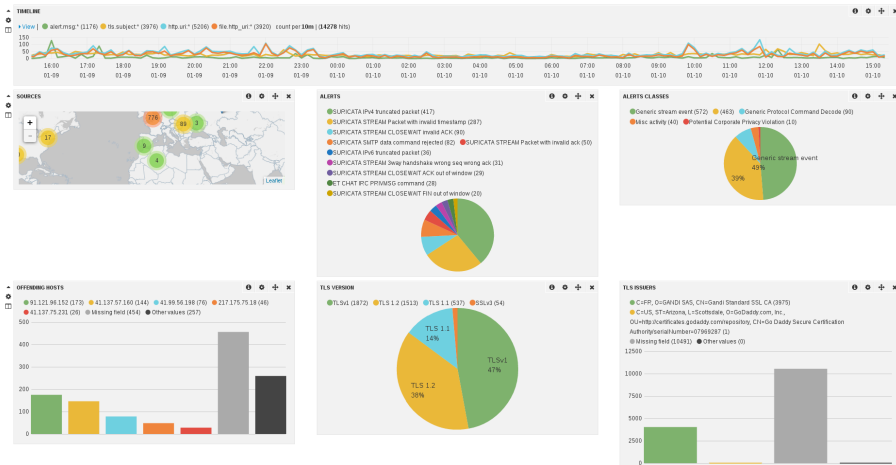 TIMELINE
View | alert.msg:* (1176) tls.subject:* (3976) http.url:* (5206) file.http_uri:* (3920) count per 10m | (14278 hits)
150
100
50
0
16:00 17:00 18:00 19:00 20:00 21:00 22:00 23:00 00:00 01:00 02:00 03:00 04:00 05:00 06:00 07:00 08:00 09:00 10:00 11:00 12:00 13:00 14:00 15:00
01-09 01-09 01-09 01-09 01-09 01-09 01-09 01-09 01-10 01-10 01-10 01-10 01-10 01-10 01-10 01-10 01-10 01-10 01-10 01-10 01-10 01-10 01-10 01-10
SOURCES
+
−
17
776
89
3
9
4
| Leaflet
ALERTS
SURICATA IPv4 truncated packet (417)
SURICATA STREAM Packet with invalid timestamp (287)
SURICATA STREAM CLOSEWAIT invalid ACK (90)
SURICATA SMTP data command rejected (82) SURICATA STREAM Packet with invalid ack (50)
SURICATA IPv6 truncated packet (36)
SURICATA STREAM 3way handshake wrong seq wrong ack (31)
SURICATA STREAM CLOSEWAIT ACK out of window (29)
ET CHAT IRC PRIVMSG command (28)
SURICATA STREAM CLOSEWAIT FIN out of window (20)
ALERTS CLASSES
Generic stream event (572) (463) Generic Protocol Command Decode (90)
Misc activity (40) Potential Corporate Privacy Violation (10)
Generic stream event
49%
39%
OFFENDING HOSTS
91.121.96.152 (173) 41.137.57.160 (144) 41.99.56.198 (76) 217.175.75.18 (48)
41.137.75.231 (26) Missing field (454) Other values (257)
500
400
300
200
100
0
TLS VERSION
TLSv1 (1872) TLS 1.2 (1513) TLS 1.1 (537) SSLv3 (54)
TLS 1.1
14%
TLSv1
47%
TLS 1.2
38%
TLS ISSUERS
C=FR, O=GANDI SAS, CN=Gandi Standard SSL CA (3975)
C=US, ST=Arizona, L=Scottsdale, O=GoDaddy.com, Inc.,
OU=http://certificates.godaddy.com/repository, CN=Go Daddy Secure Certification
Authority/serialNumber=07969287 (1)
Missing field (10491) Other values (0)
12500
10000
7500
5000
2500
0